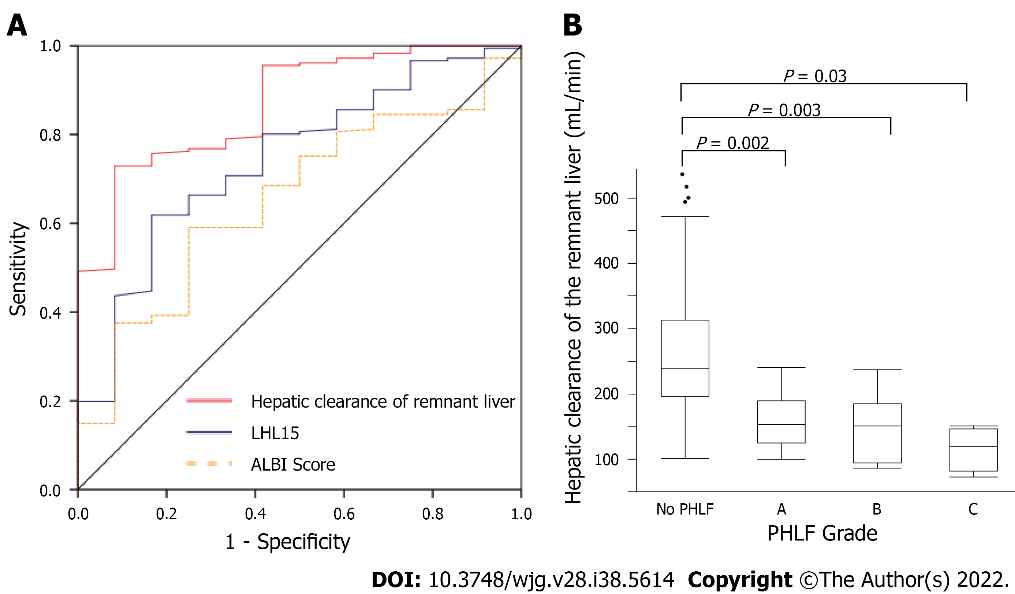 A
Sensitivity
1.0
0.8
0.6
0.4
0.2
0.0
0.0 0.2 0.4 0.6 0.8 1.0
1 - Specificity
Hepatic clearance of remnant liver
LHL15
ALBI Score
B
Hepatic clearance of the remnant liver (mL/min)
P = 0.03
P = 0.003
P = 0.002
500
400
300
200
100
No PHLF A B C
PHLF Grade
DOI: 10.3748/wjg.v28.i38.5614 Copyright ©The Author(s) 2022.